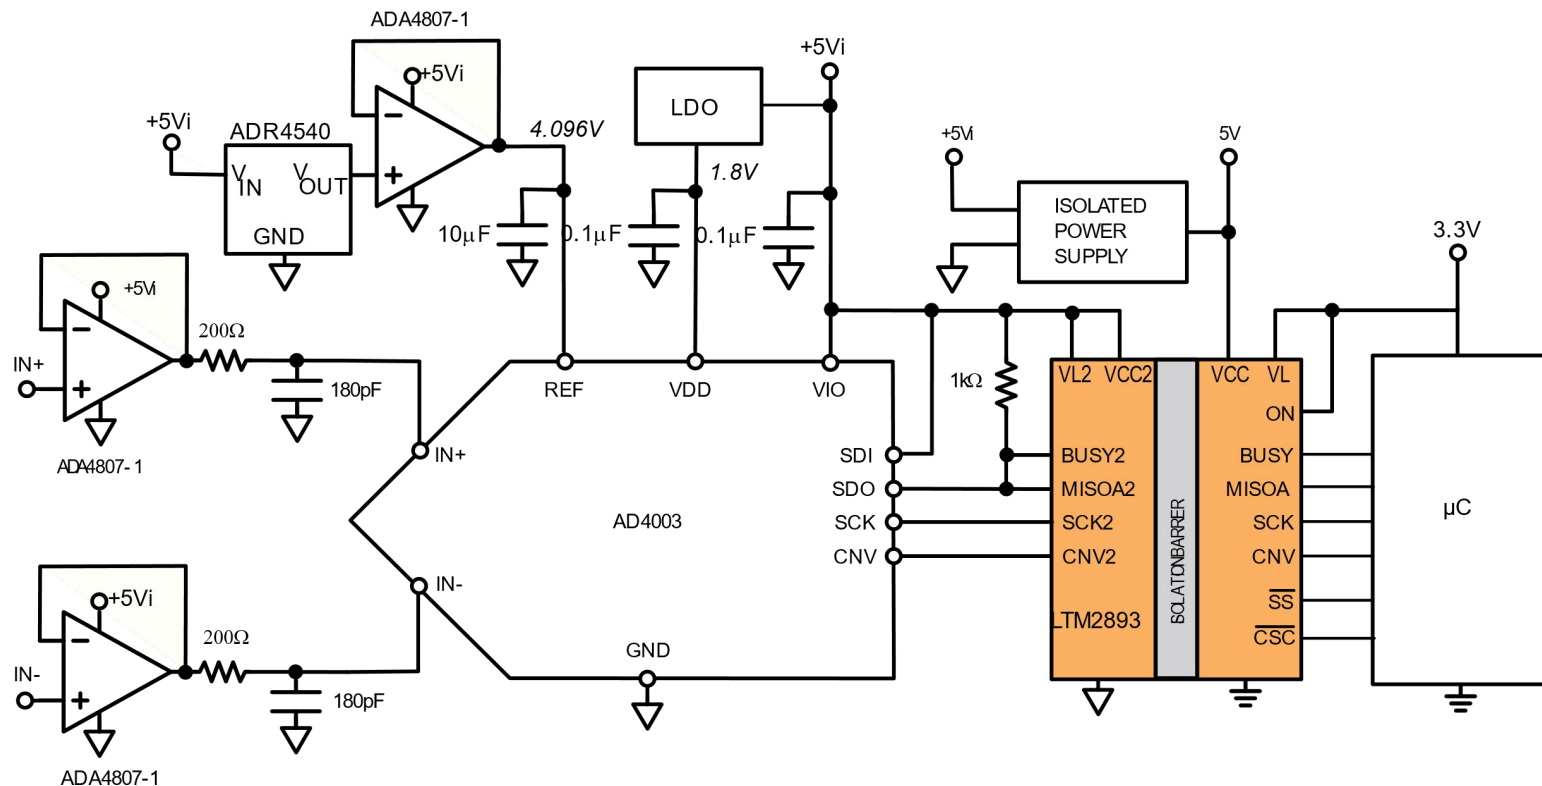 ADA4807-1
+5Vi
+5Vi
ADR4540
VIN
VOUT
GND
4.096V
10µF
LDO
1.8V
0.1µF
+5Vi
0.1µF
+5Vi
5V
ISOLATED
POWER
SUPPLY
3.3V
+5Vi
200Ω
IN+
180pF
ADA4807-1
REF
VDD
VIO
IN+
SDI
SDO
SCK
CNV
AD4003
IN-
GND
1kΩ
VL2
VCC2
VCC
VL
ON
BUSY2
BUSY
MISOA2
MISOA
SCK2
SCK
CNV2
CNV
SS
LTM2893
CSC
ISOLATIONBARRER
µC
+5Vi
200Ω
IN-
180pF
ADA4807-1